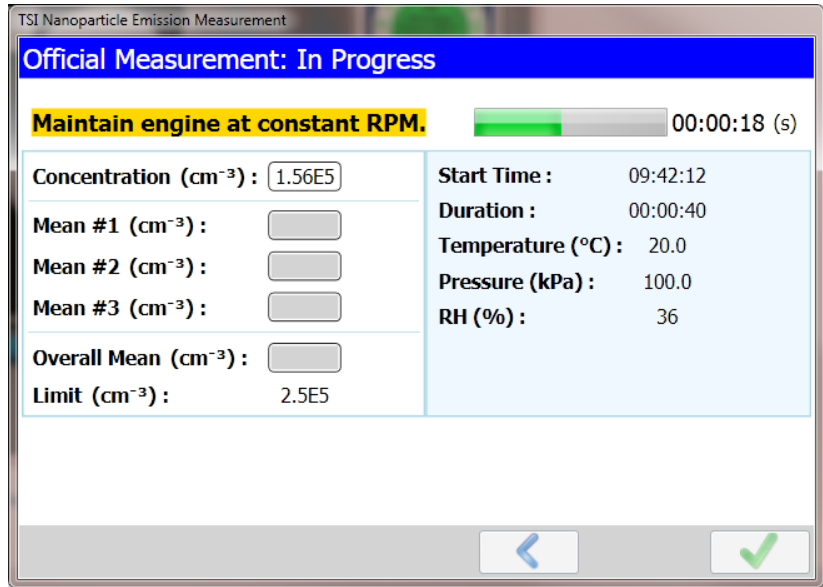 TSI Nanoparticle Emission Measurement
Official Measurement: In Progress
Maintain engine at constant RPM. 00:00:18 (s)
Concentration (cm⁻³) : 1.56E5
Mean #1 (cm⁻³) :
Mean #2 (cm⁻³) :
Mean #3 (cm⁻³) :
Overall Mean (cm⁻³) :
Limit (cm⁻³) : 2.5E5
Start Time : 09:42:12
Duration : 00:00:40
Temperature (°C) : 20.0
Pressure (kPa) : 100.0
RH (%) : 36